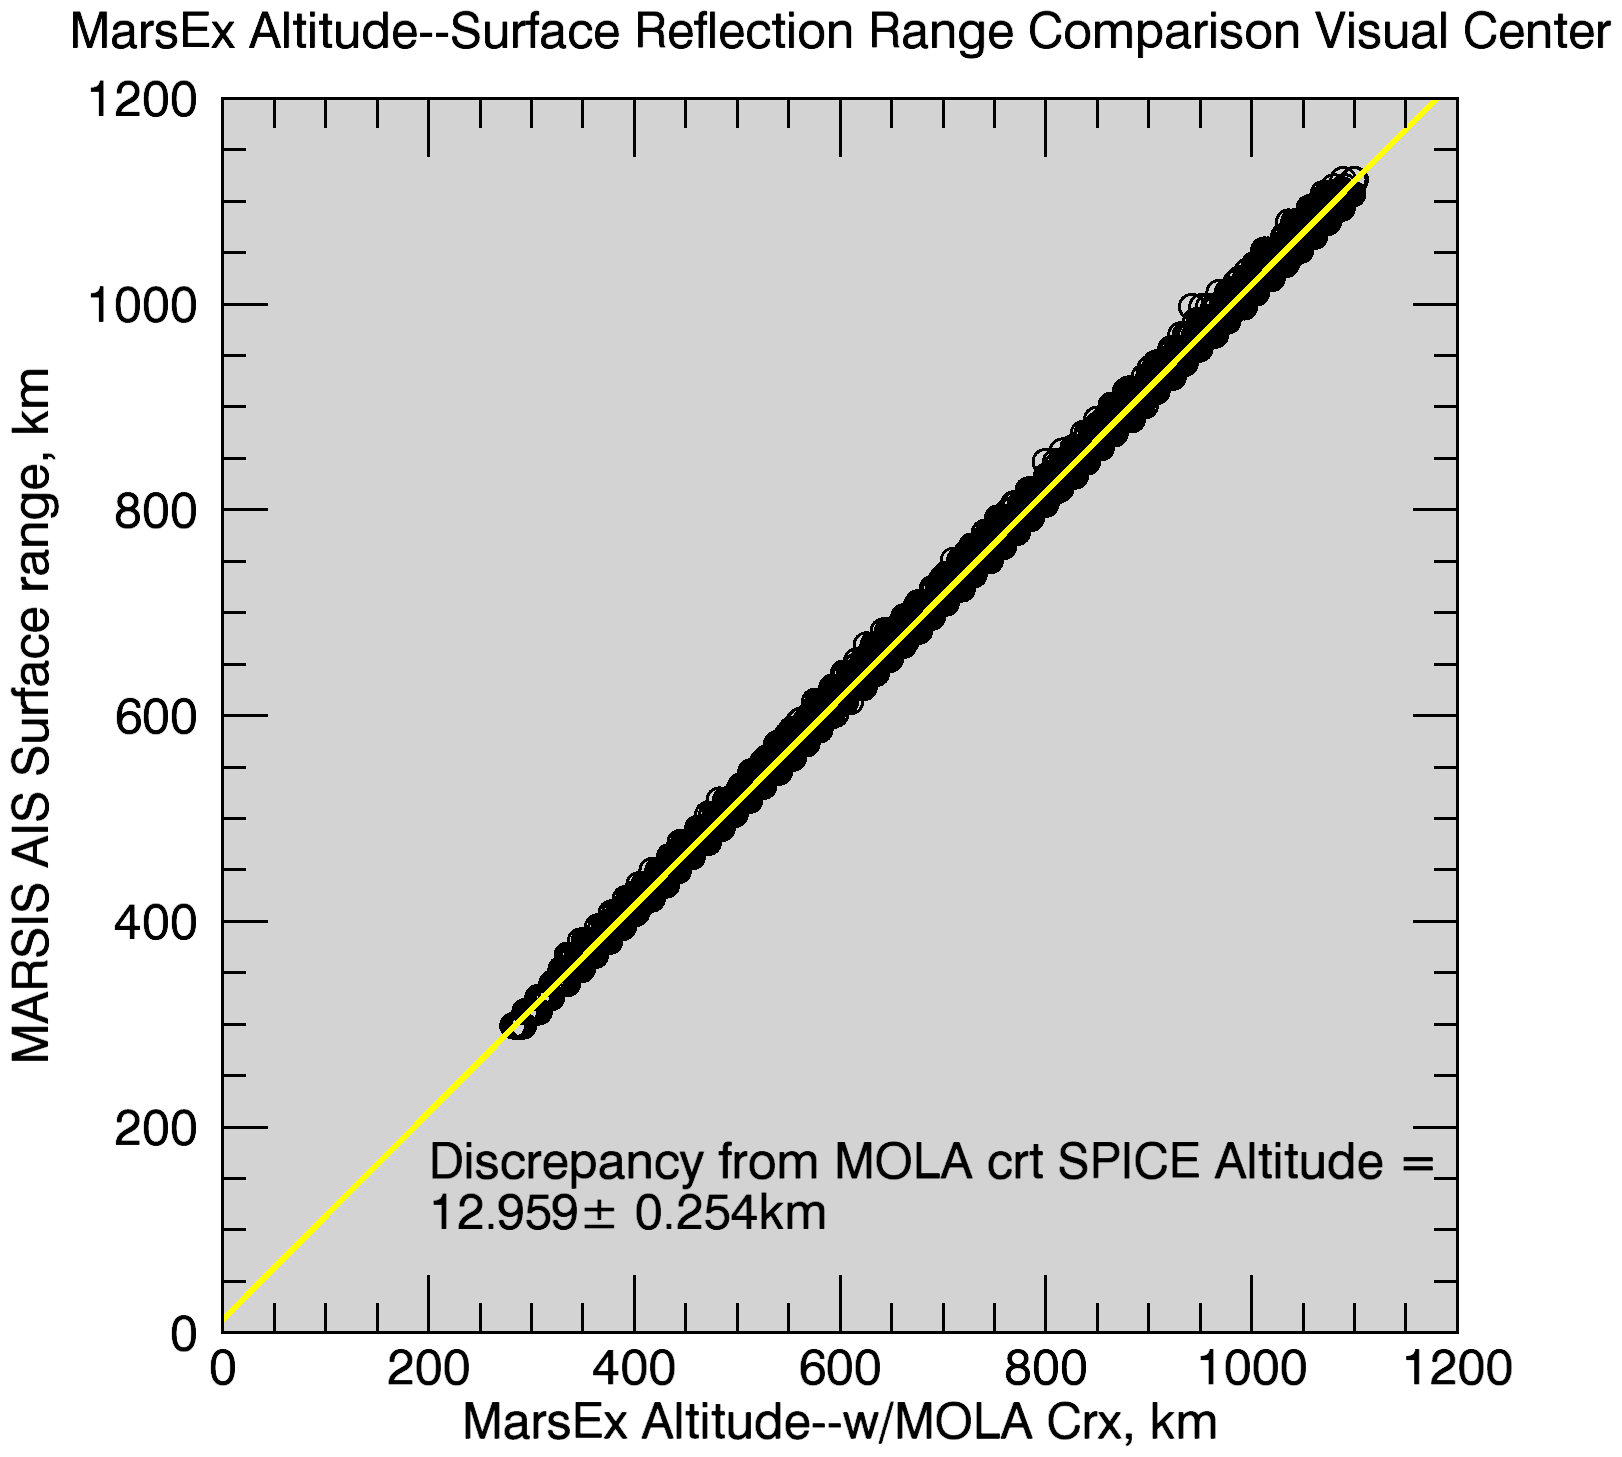 MarsEx Altitude--Surface Reflection Range Comparison Visual Center
1200
1000
800
600
400
200
0
MARSIS AIS Surface range, km
Discrepancy from MOLA crt SPICE Altitude =
12.959± 0.254km
0 200 400 600 800 1000 1200
MarsEx Altitude--w/MOLA Crx, km